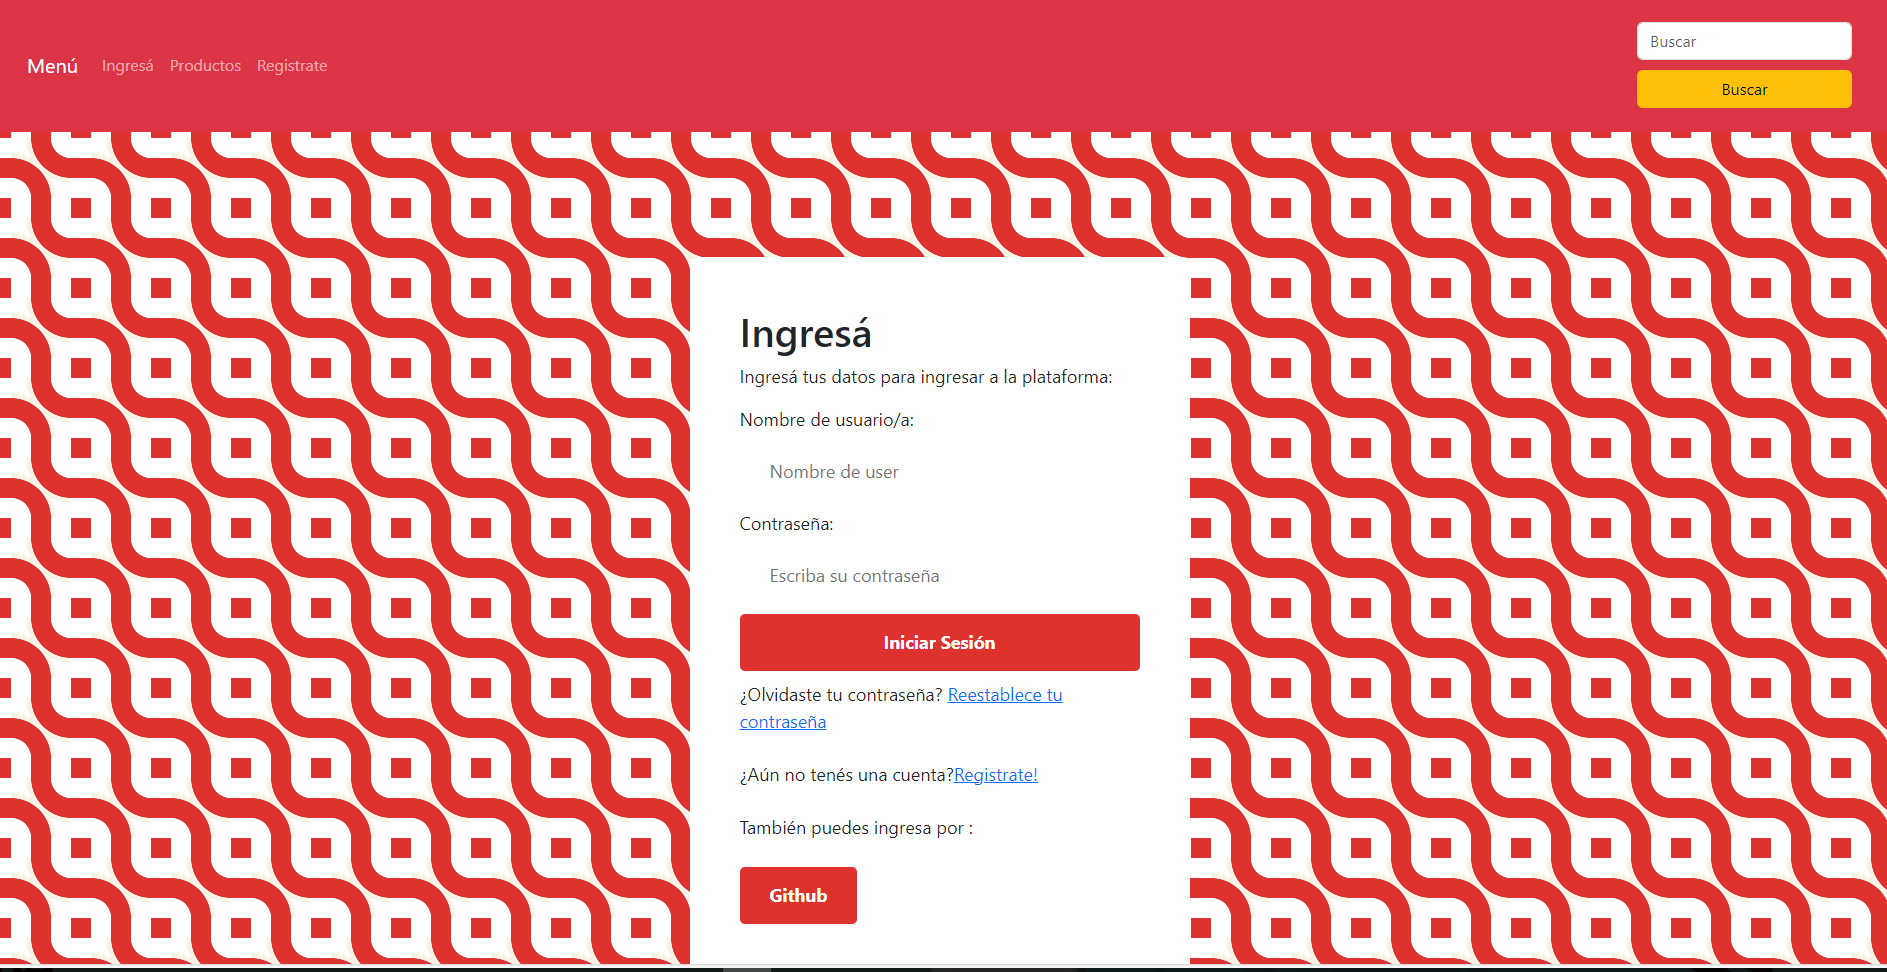 Menú
Ingresá
Productos
Registrate
Buscar
Buscar
Ingresá
Ingresá tus datos para ingresar a la plataforma:
Nombre de usuario/a:
Nombre de user
Contraseña:
Escriba su contraseña
Iniciar Sesión
¿Olvidaste tu contraseña? Reestablece tu
contraseña
¿Aún no tenés una cuenta?Registrate!
También puedes ingresa por :
Github